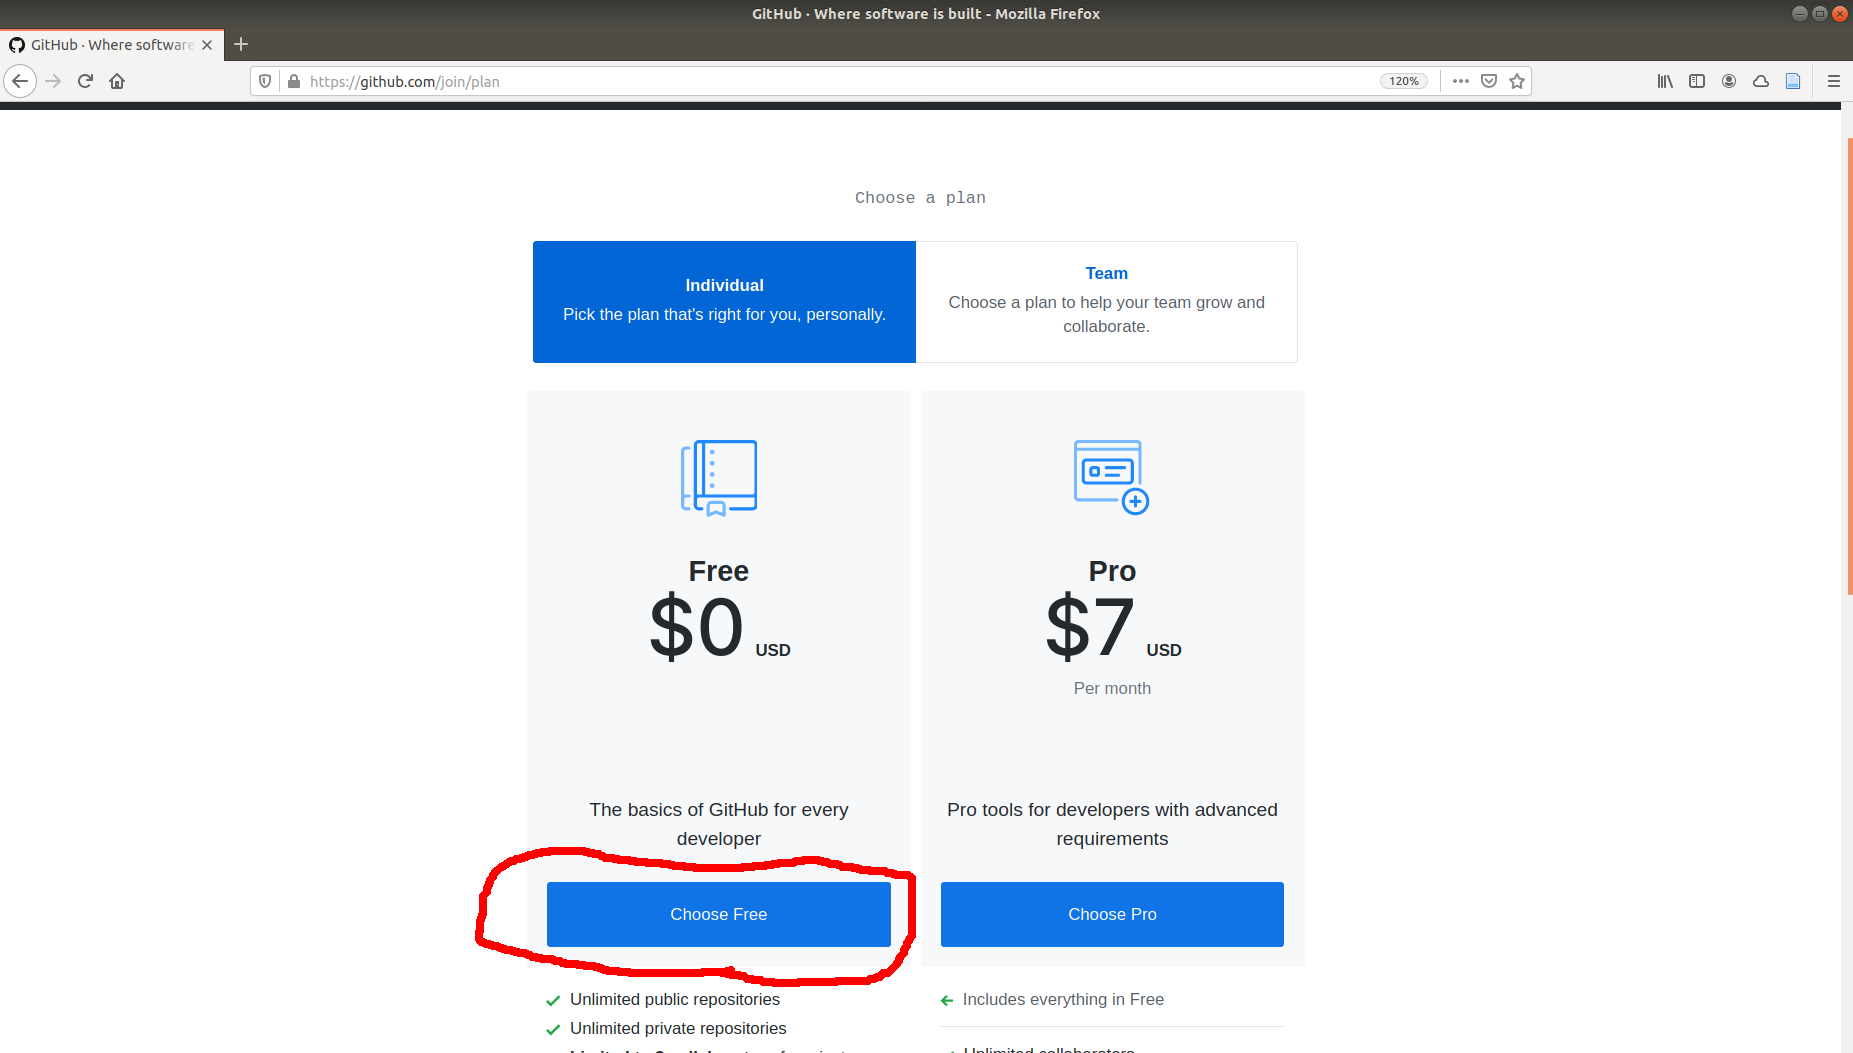 GitHub · Where software is built - Mozilla Firefox
GitHub · Where software
https://github.com/join/plan
120%
Choose a plan
Individual
Pick the plan that's right for you, personally.
Team
Choose a plan to help your team grow and
collaborate.
Free
$0 USD
The basics of GitHub for every
developer
Choose Free
Unlimited public repositories
Unlimited private repositories
Pro
$7 USD
Per month
Pro tools for developers with advanced
requirements
Choose Pro
Includes everything in Free
Unlimited collaborators